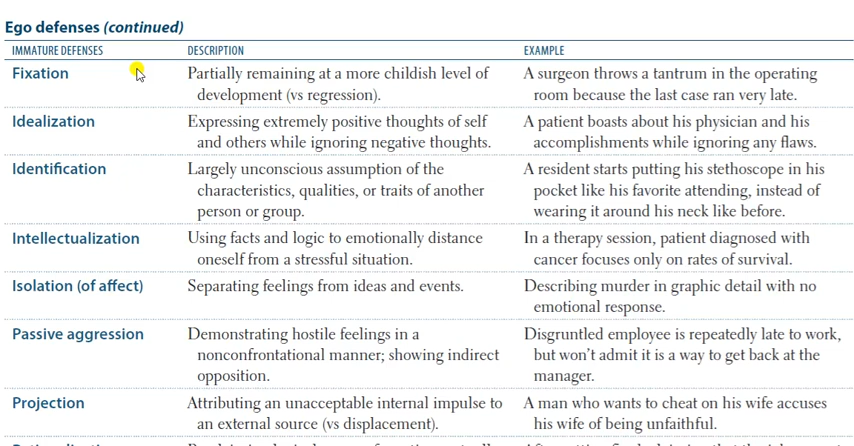 Ego defenses (continued)
IMMATURE DEFENSES DESCRIPTION EXAMPLE
Fixation Partially remaining at a more childish level of A surgeon throws a tantrum in the operating
development (vs regression). room because the last case ran very late.
Idealization Expressing extremely positive thoughts of self A patient boasts about his physician and his
and others while ignoring negative thoughts. accomplishments while ignoring any flaws.
Identification Largely unconscious assumption of the A resident starts putting his stethoscope in his
characteristics, qualities, or traits of another pocket like his favorite attending, instead of
person or group. wearing it around his neck like before.
Intellectualization Using facts and logic to emotionally distance In a therapy session, patient diagnosed with
oneself from a stressful situation. cancer focuses only on rates of survival.
Isolation (of affect) Separating feelings from ideas and events. Describing murder in graphic detail with no
emotional response.
Passive aggression Demonstrating hostile feelings in a Disgruntled employee is repeatedly late to work,
nonconfrontational manner; showing indirect but won't admit it is a way to get back at the
opposition. manager.
Projection Attributing an unacceptable internal impulse to A man who wants to cheat on his wife accuses
an external source (vs displacement). his wife of being unfaithful.